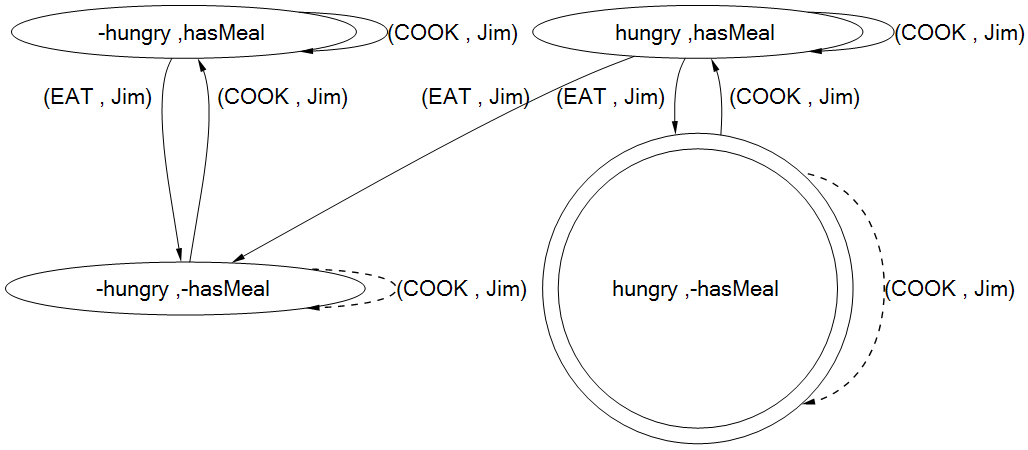 -hungry ,hasMeal
(COOK , Jim)
hungry ,hasMeal
(COOK , Jim)
(EAT , Jim)
(COOK , Jim)
(EAT , Jim)
(EAT , Jim)
(COOK , Jim)
-hungry ,-hasMeal
(COOK , Jim)
hungry ,-hasMeal
(COOK , Jim)